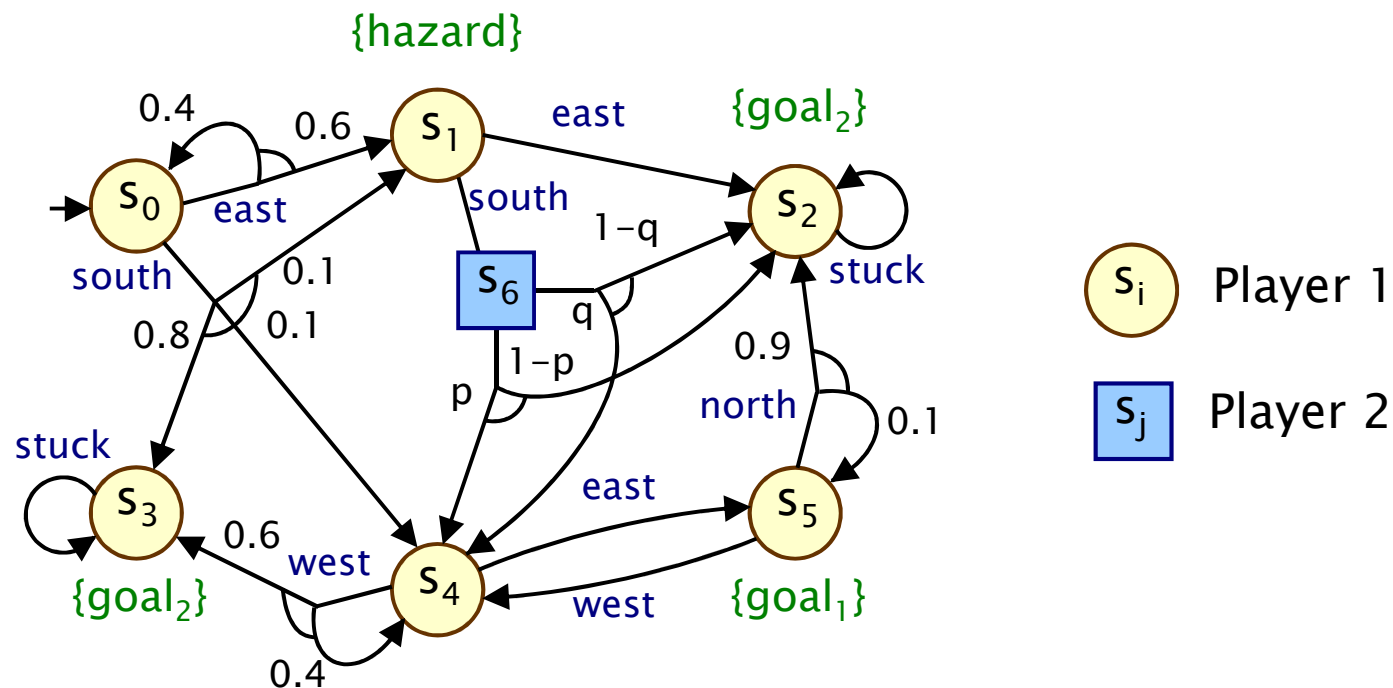 {hazard}
0.4
0.6
s₁
east
{goal₂}
s₀
east
south
1-q
s₂
stuck
south
0.1
0.1
0.8
s₆
q
1-p
p
0.9
north
0.1
sᵢ Player 1
sⱼ Player 2
stuck
s₃
0.6
west
east
s₅
s₄
{goal₂}
west
{goal₁}
0.4